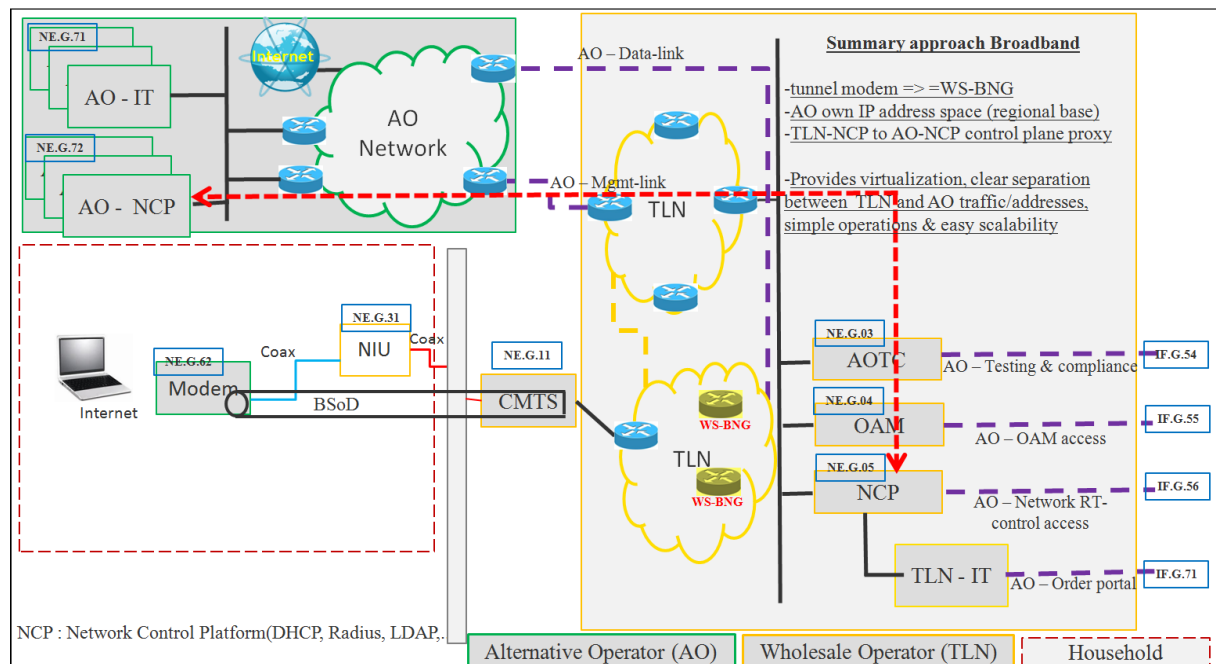 NE.G.71
AO - IT
NE.G.72
AO - NCP
Internet
AO
Network
AO – Data-link
AO – Mgmt-link
TLN
Summary approach Broadband
-tunnel modem => =WS-BNG
-AO own IP address space (regional base)
-TLN-NCP to AO-NCP control plane proxy
-Provides virtualization, clear separation
between TLN and AO traffic/addresses,
simple operations & easy scalability
Internet
NE.G.62
Modem
Coax
NE.G.31
NIU
Coax
BSoD
NE.G.11
CMTS
TLN
WS-BNG
WS-BNG
NE.G.03
AOTC
AO – Testing & compliance
IF.G.54
NE.G.04
OAM
AO – OAM access
IF.G.55
NE.G.05
NCP
AO – Network RT-
control access
IF.G.56
TLN - IT
AO – Order portal
IF.G.71
NCP : Network Control Platform(DHCP, Radius, LDAP,..
Alternative Operator (AO)
Wholesale Operator (TLN)
Household